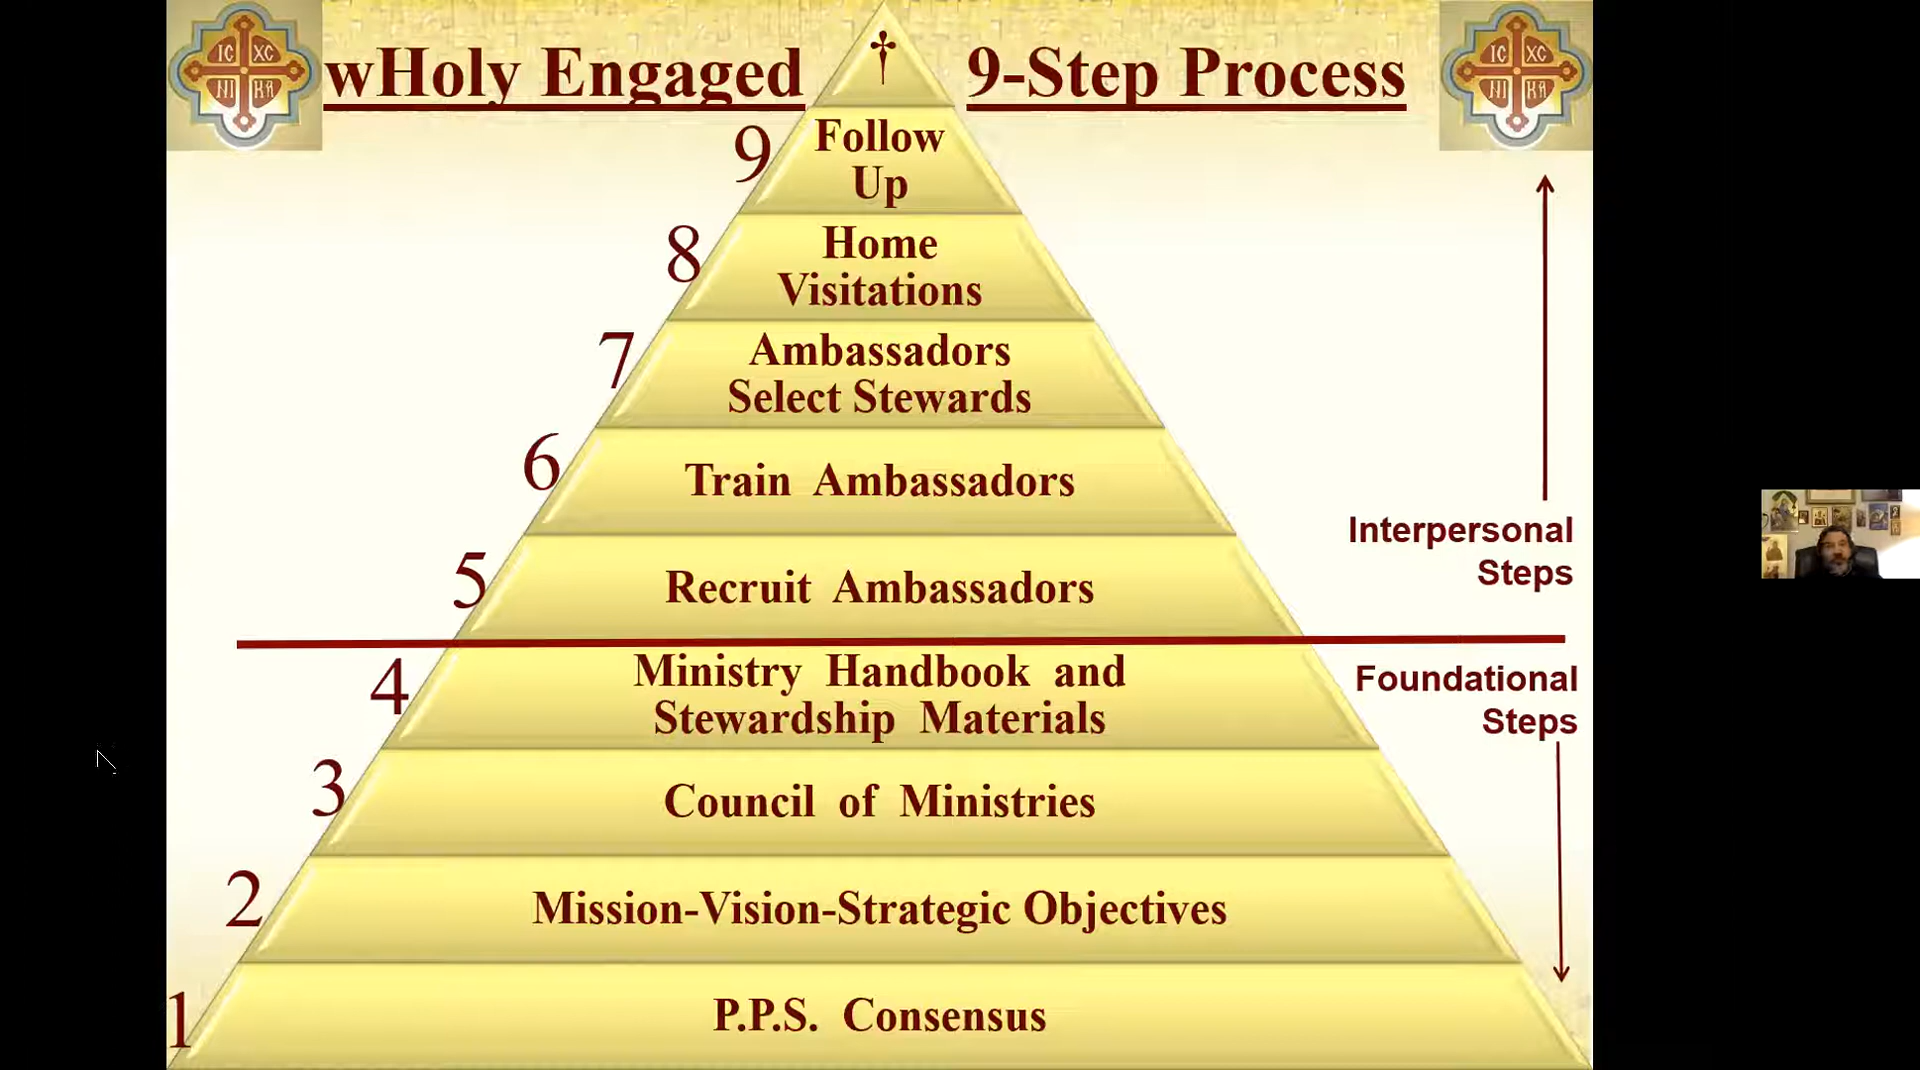 IC XC
NI KA
wHoly Engaged
†
9-Step Process
IC XC
NI KA
9
Follow
Up
8
Home
Visitations
7
Ambassadors
Select Stewards
6
Train Ambassadors
Interpersonal
Steps
5
Recruit Ambassadors
4
Ministry Handbook and
Stewardship Materials
Foundational
Steps
3
Council of Ministries
2
Mission-Vision-Strategic Objectives
1
P.P.S. Consensus